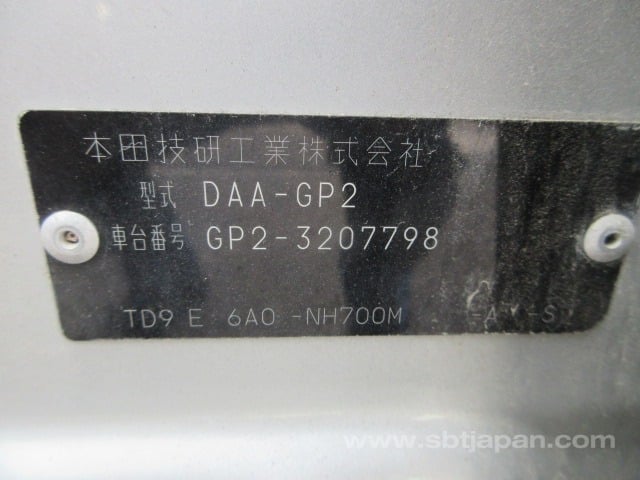 本田技研工業株式会社
型式 DAA-GP2
車台番号 GP2-3207798
TD9 E 6A0 -NH700M -A -S
www.sbtjapan.com